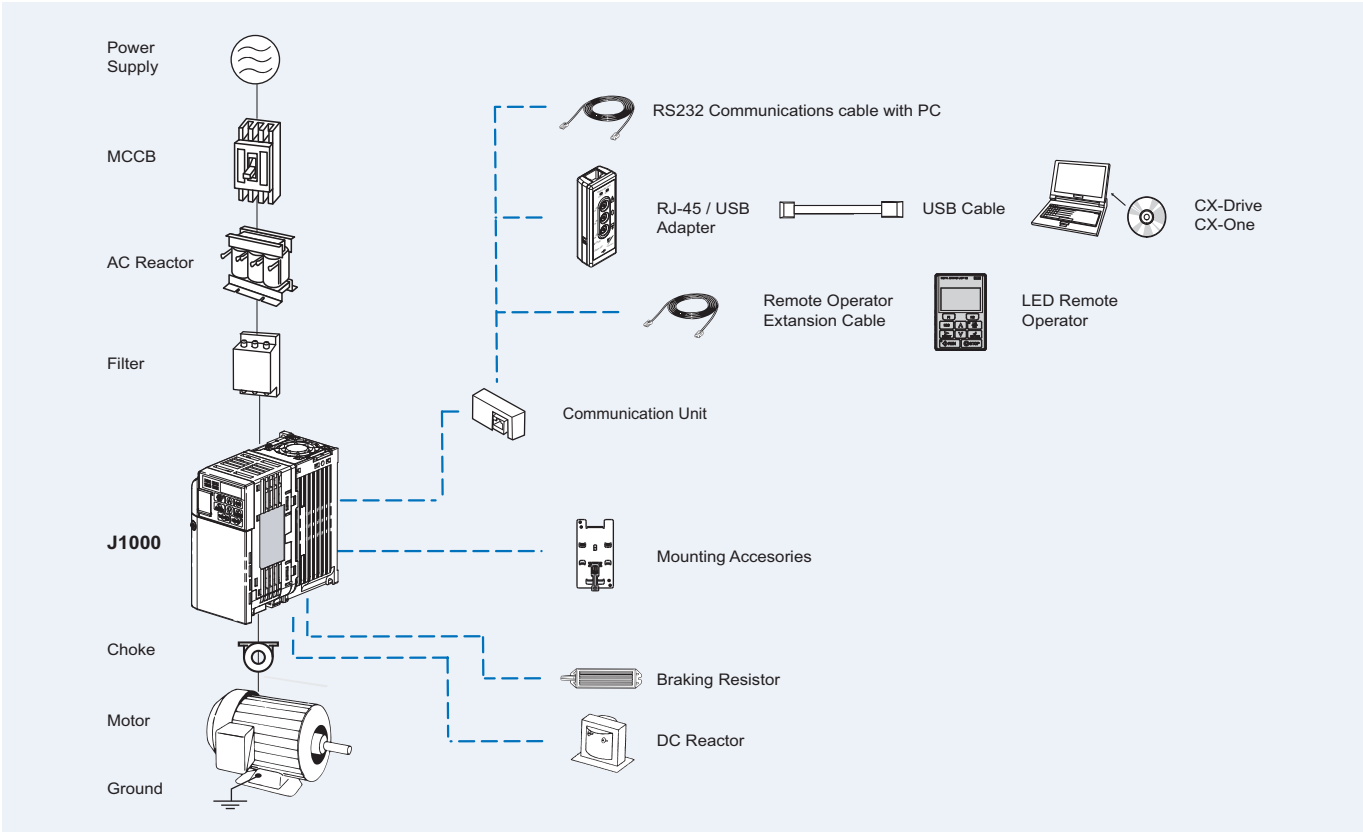 Power
Supply
MCCB
AC Reactor
Filter
J1000
Choke
Motor
Ground
RS232 Communications cable with PC
RJ-45 / USB
Adapter
USB Cable
CX-Drive
CX-One
Remote Operator
Extansion Cable
LED Remote
Operator
Communication Unit
Mounting Accesories
Braking Resistor
DC Reactor